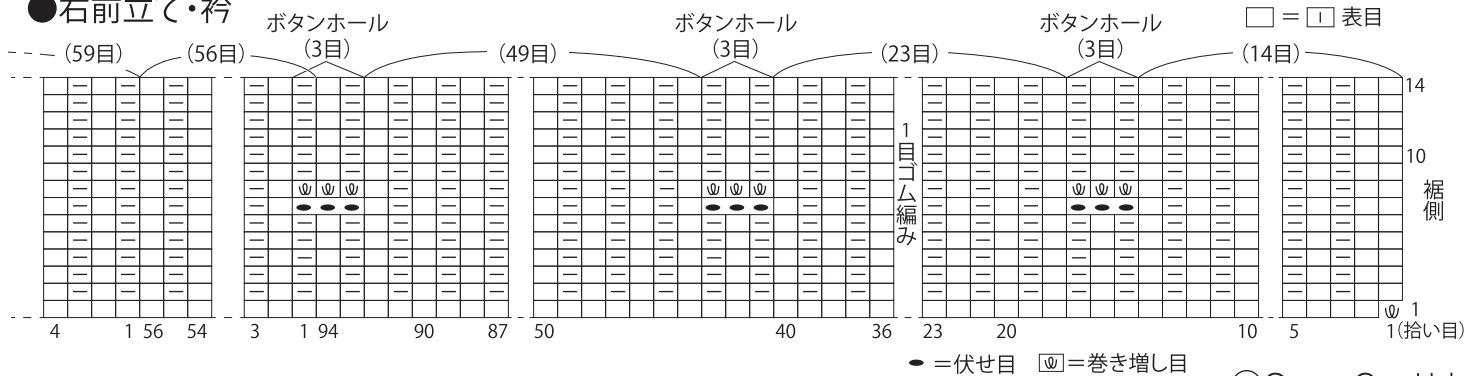 ●右前立て・衿
ボタンホール
(3目)
ボタンホール
(3目)
ボタンホール
(3目)
□=|表目
(59目)
(56目)
(49目)
(23目)
(14目)
14
10
1目ゴム編み
裾側
1
4 1 56 54 3 1 94 90 87 50 40 36 23 20 10 5 1(拾い目)
=伏せ目 =巻き増し目